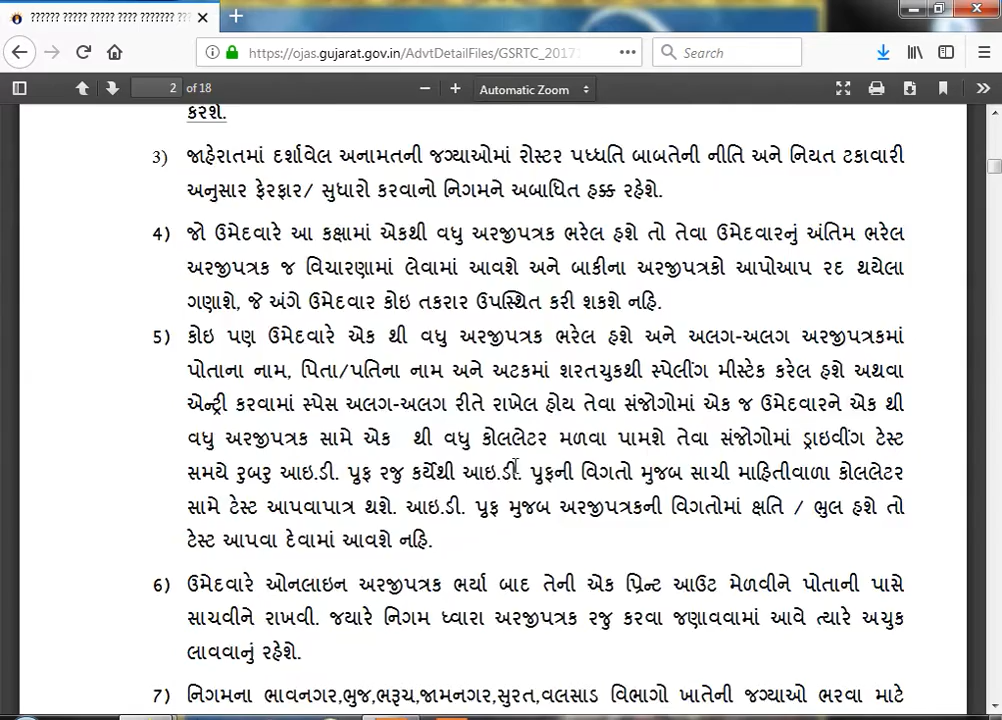 ?????? ????? ????? ???? ??????? ???
https://ojas.gujarat.gov.in/AdvtDetailFiles/GSRTC_2017
Search
2 of 18
Automatic Zoom
કરશે.
3) જાહેરાતમાં દર્શાવેલ અનામતની જગ્યાઓમાં રોસ્ટર પધ્ધતિ બાબતેની નીતિ અને નિયત ટકાવારી
અનુસાર ફેરફાર/ સુધારો કરવાનો નિગમને અબાધિત હક્ક રહેશે.
4) જો ઉમેદવારે આ કક્ષામાં એકથી વધુ અરજીપત્રક ભરેલ હશે તો તેવા ઉમેદવારનું અંતિમ ભરેલ
અરજીપત્રક જ વિચારણામાં લેવામાં આવશે અને બાકીના અરજીપત્રકો આપોઆપ રદ થયેલા
ગણાશે, જે અંગે ઉમેદવાર કોઇ તકરાર ઉપસ્થિત કરી શકશે નહિ.
5) કોઇ પણ ઉમેદવારે એક થી વધુ અરજીપત્રક ભરેલ હશે અને અલગ-અલગ અરજીપત્રકમાં
પોતાના નામ, પિતા/પતિના નામ અને અટકમાં શરતચુકથી સ્પેલીંગ મીસ્ટેક કરેલ હશે અથવા
એન્ટ્રી કરવામાં સ્પેસ અલગ-અલગ રીતે રાખેલ હોય તેવા સંજોગોમાં એક જ ઉમેદવારને એક થી
વધુ અરજીપત્રક સામે એક થી વધુ કોલલેટર મળવા પામશે તેવા સંજોગોમાં ડ્રાઇવીંગ ટેસ્ટ
સમયે રુબરુ આઇ.ડી. પ્રુફ રજુ કર્યેથી આઇ.ડી. પ્રુફની વિગતો મુજબ સાચી માહિતીવાળા કોલલેટર
સામે ટેસ્ટ આપવાપાત્ર થશે. આઇ.ડી. પ્રુફ મુજબ અરજીપત્રકની વિગતોમાં ક્ષતિ / ભુલ હશે તો
ટેસ્ટ આપવા દેવામાં આવશે નહિ.
6) ઉમેદવારે ઓનલાઇન અરજીપત્રક ભર્યા બાદ તેની એક પ્રિન્ટ આઉટ મેળવીને પોતાની પાસે
સાચવીને રાખવી. જયારે નિગમ ધ્વારા અરજીપત્રક રજુ કરવા જણાવવામાં આવે ત્યારે અચુક
લાવવાનું રહેશે.
7) નિગમના ભાવનગર,ભુજ,ભરૂચ,જામનગર,સુરત,વલસાડ વિભાગો ખાતેની જગ્યાઓ ભરવા માટે